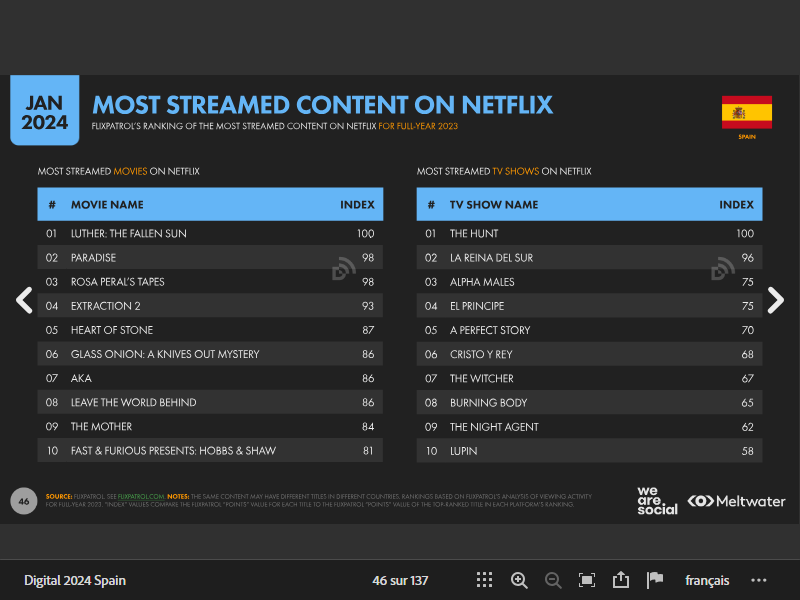 JAN
2024
MOST STREAMED CONTENT ON NETFLIX
FLIXPATROL'S RANKING OF THE MOST STREAMED CONTENT ON NETFLIX FOR FULL-YEAR 2023
SPAIN
MOST STREAMED MOVIES ON NETFLIX
# MOVIE NAME INDEX
01 LUTHER: THE FALLEN SUN 100
02 PARADISE 98
03 ROSA PERAL'S TAPES 98
04 EXTRACTION 2 93
05 HEART OF STONE 87
06 GLASS ONION: A KNIVES OUT MYSTERY 86
07 AKA 86
08 LEAVE THE WORLD BEHIND 86
09 THE MOTHER 84
10 FAST & FURIOUS PRESENTS: HOBBS & SHAW 81
MOST STREAMED TV SHOWS ON NETFLIX
# TV SHOW NAME INDEX
01 THE HUNT 100
02 LA REINA DEL SUR 96
03 ALPHA MALES 75
04 EL PRINCIPE 75
05 A PERFECT STORY 70
06 CRISTO Y REY 68
07 THE WITCHER 67
08 BURNING BODY 65
09 THE NIGHT AGENT 62
10 LUPIN 58
46
SOURCE: FLIXPATROL. SEE FLIXPATROL.COM. NOTES: THE SAME CONTENT MAY HAVE DIFFERENT TITLES IN DIFFERENT COUNTRIES. RANKINGS BASED ON FLIXPATROL'S ANALYSIS OF VIEWING ACTIVITY
FOR FULL-YEAR 2023. "INDEX" VALUES COMPARE THE FLIXPATROL "POINTS" VALUE FOR EACH TITLE TO THE FLIXPATROL "POINTS" VALUE OF THE TOP-RANKED TITLE IN EACH PLATFORM'S RANKING.
we
are
social
Meltwater
Digital 2024 Spain
46 sur 137
français